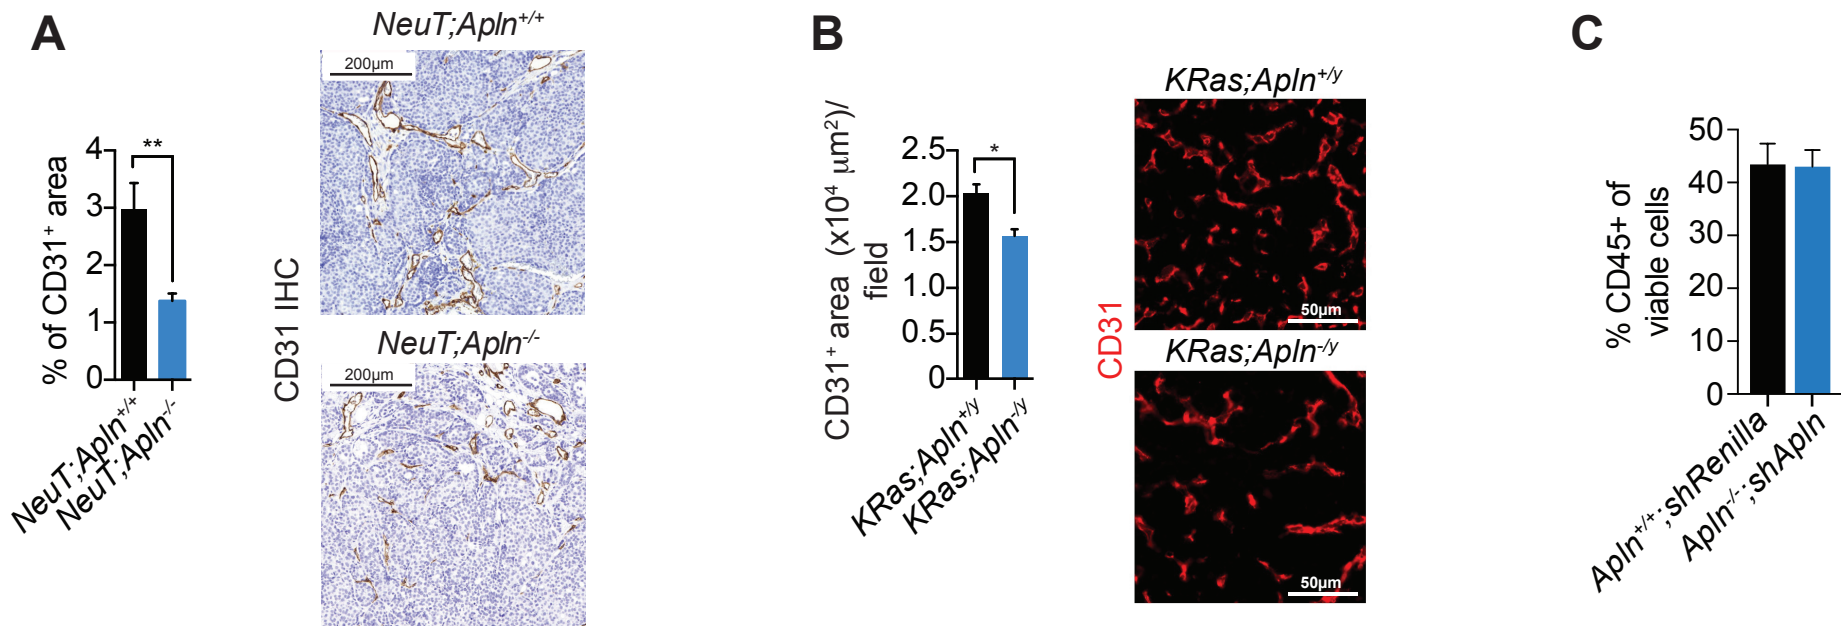 A
% of CD31⁺ area
4
3
2
1
0
**
NeuT;Apln⁺/⁺
NeuT;Apln⁻/⁻
CD31 IHC
NeuT;Apln⁺/⁺
200µm
NeuT;Apln⁻/⁻
200µm
B
CD31⁺ area (x10⁴ µm²)/
field
2.5
2.0
1.5
1.0
0.5
0
*
KRas;Apln⁺/ʸ
KRas;Apln⁻/ʸ
CD31
KRas;Apln⁺/ʸ
50µm
KRas;Apln⁻/ʸ
50µm
C
% CD45+ of
viable cells
50
40
30
20
10
0
Apln⁺/⁺;shRenilla
Apln⁻/⁻;shApln